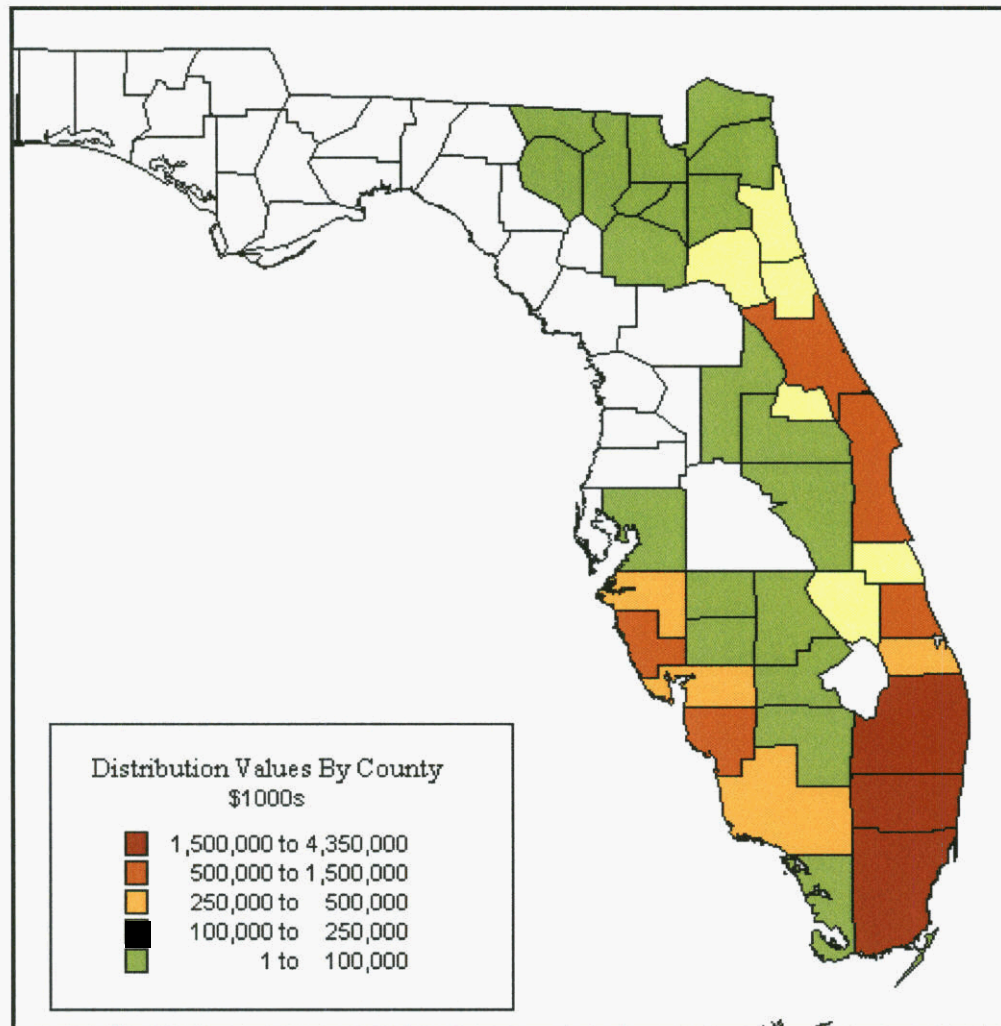 Distribution Values By County
$1000s
1,500,000 to 4,350,000
500,000 to 1,500,000
250,000 to 500,000
100,000 to 250,000
1 to 100,000